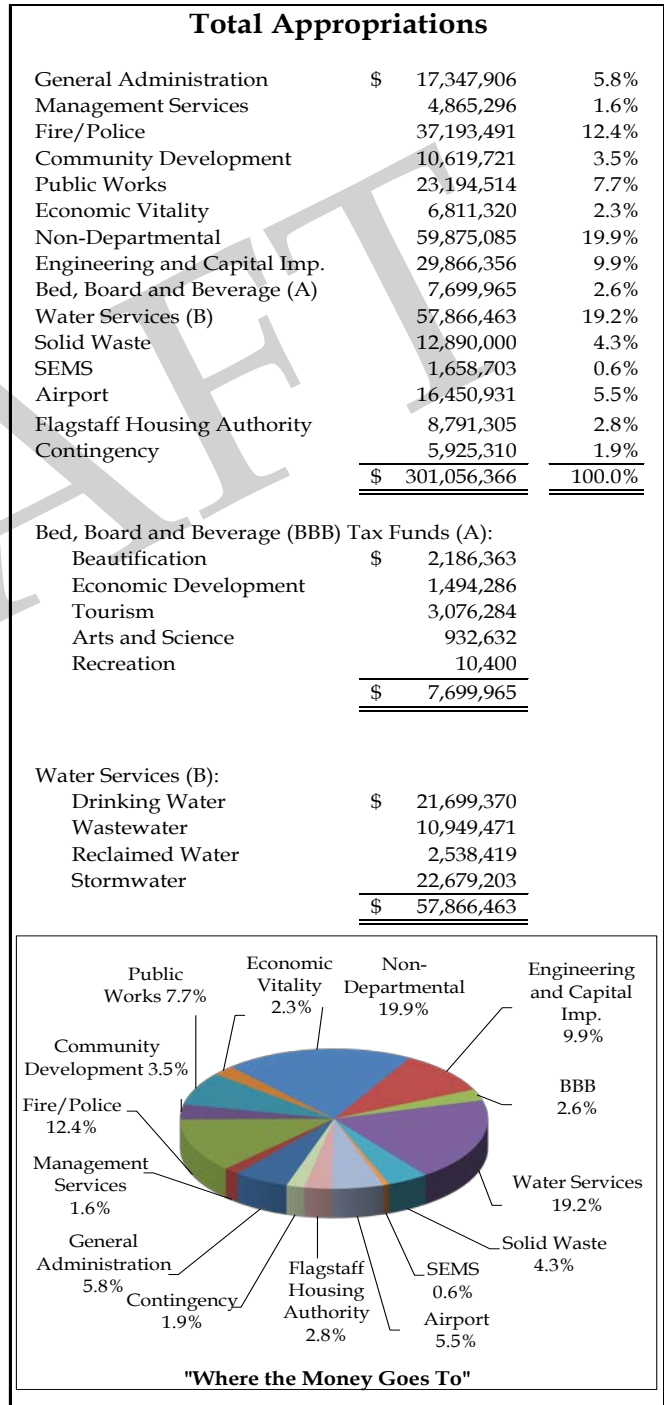 Total Appropriations
General Administration $ 17,347,906 5.8%
Management Services 4,865,296 1.6%
Fire/Police 37,193,491 12.4%
Community Development 10,619,721 3.5%
Public Works 23,194,514 7.7%
Economic Vitality 6,811,320 2.3%
Non-Departmental 59,875,085 19.9%
Engineering and Capital Imp. 29,866,356 9.9%
Bed, Board and Beverage (A) 7,699,965 2.6%
Water Services (B) 57,866,463 19.2%
Solid Waste 12,890,000 4.3%
SEMS 1,658,703 0.6%
Airport 16,450,931 5.5%
Flagstaff Housing Authority 8,791,305 2.8%
Contingency 5,925,310 1.9%
$ 301,056,366 100.0%
Bed, Board and Beverage (BBB) Tax Funds (A):
Beautification $ 2,186,363
Economic Development 1,494,286
Tourism 3,076,284
Arts and Science 932,632
Recreation 10,400
$ 7,699,965
Water Services (B):
Drinking Water $ 21,699,370
Wastewater 10,949,471
Reclaimed Water 2,538,419
Stormwater 22,679,203
$ 57,866,463
Public
Works 7.7%
Economic
Vitality
2.3%
Non-
Departmental
19.9%
Engineering
and Capital
Imp.
9.9%
Community
Development 3.5%
BBB
2.6%
Fire/Police
12.4%
Management
Services
1.6%
Water Services
19.2%
General
Administration
5.8%
Contingency
1.9%
Flagstaff
Housing
Authority
2.8%
SEMS
0.6%
Solid Waste
4.3%
Airport
5.5%
"Where the Money Goes To"
AFT